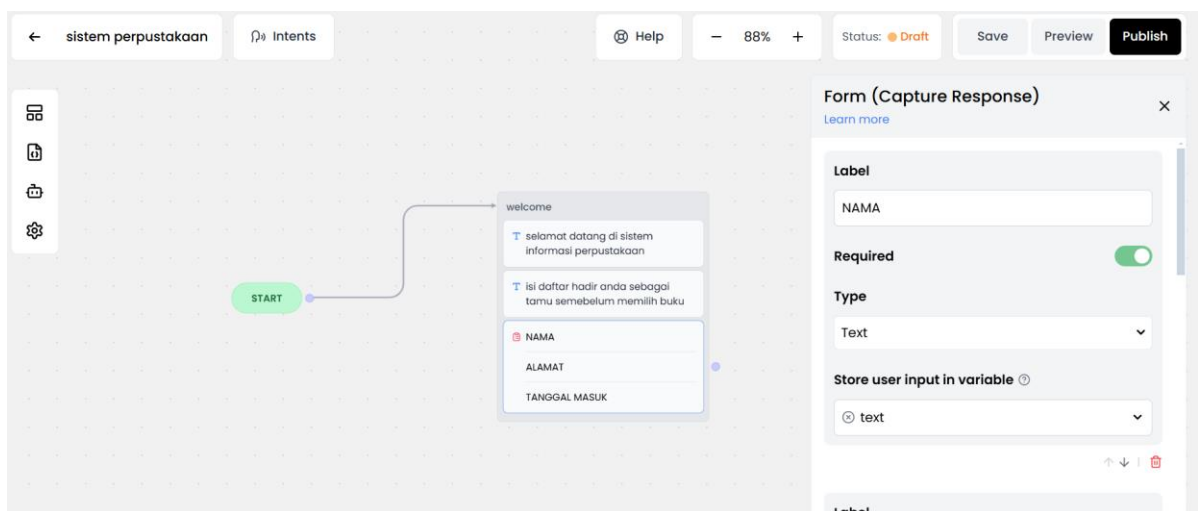 sistem perpustakaan
Intents
Help
88%
Status: Draft
Save
Preview
Publish
START
welcome
selamat datang di sistem
informasi perpustakaan
isi daftar hadir anda sebagai
tamu semebelum memilih buku
NAMA
ALAMAT
TANGGAL MASUK
Form (Capture Response)
Learn more
Label
NAMA
Required
Type
Text
Store user input in variable
text
Label